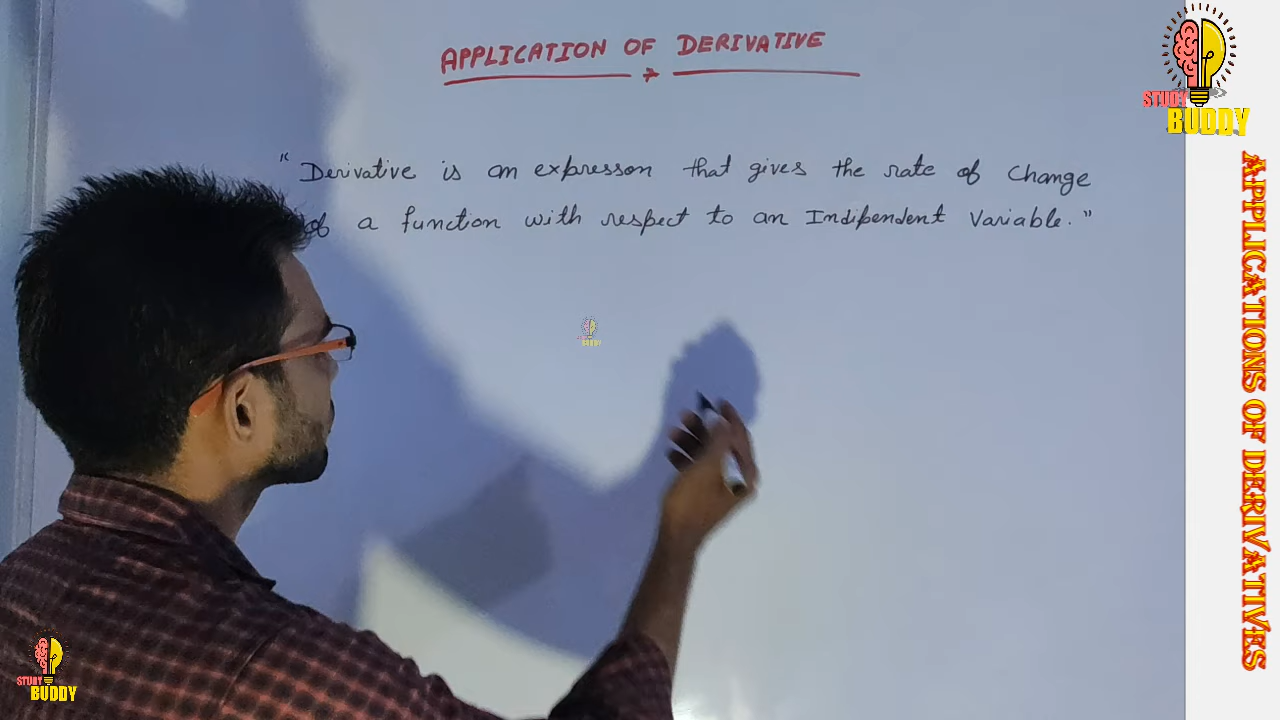 APPLICATION OF DERIVATIVE
"Derivative is an expresson that gives the rate of change
of a function with respect to an Indipendent Variable."
STUDY
BUDDY
APPLICATIONS OF DERIVATIVES
STUDY
BUDDY